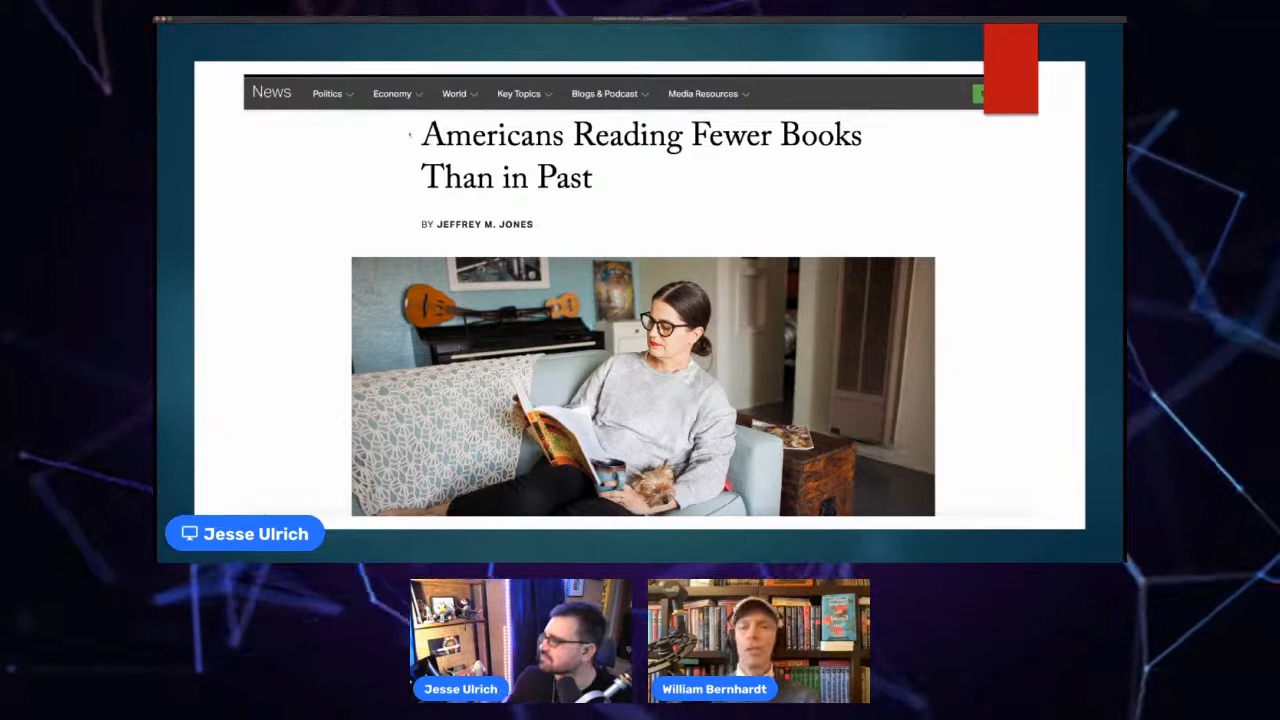 News Politics Economy World Key Topics Blogs & Podcast Media Resources
Americans Reading Fewer Books
Than in Past
BY JEFFREY M. JONES
Jesse Ulrich
Jesse Ulrich
William Bernhardt